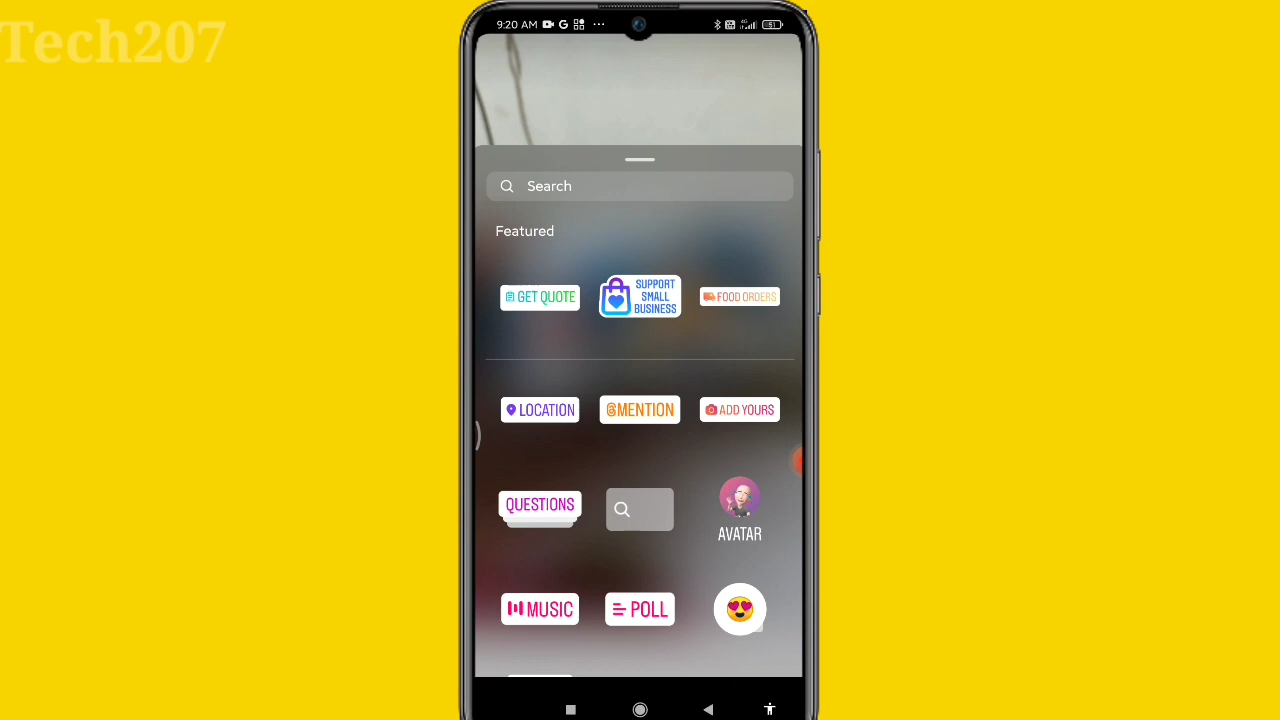 Tech207
9:20 AM
51
Search
Featured
GET QUOTE
SUPPORT
SMALL
BUSINESS
FOOD ORDERS
LOCATION
@MENTION
ADD YOURS
QUESTIONS
AVATAR
MUSIC
POLL